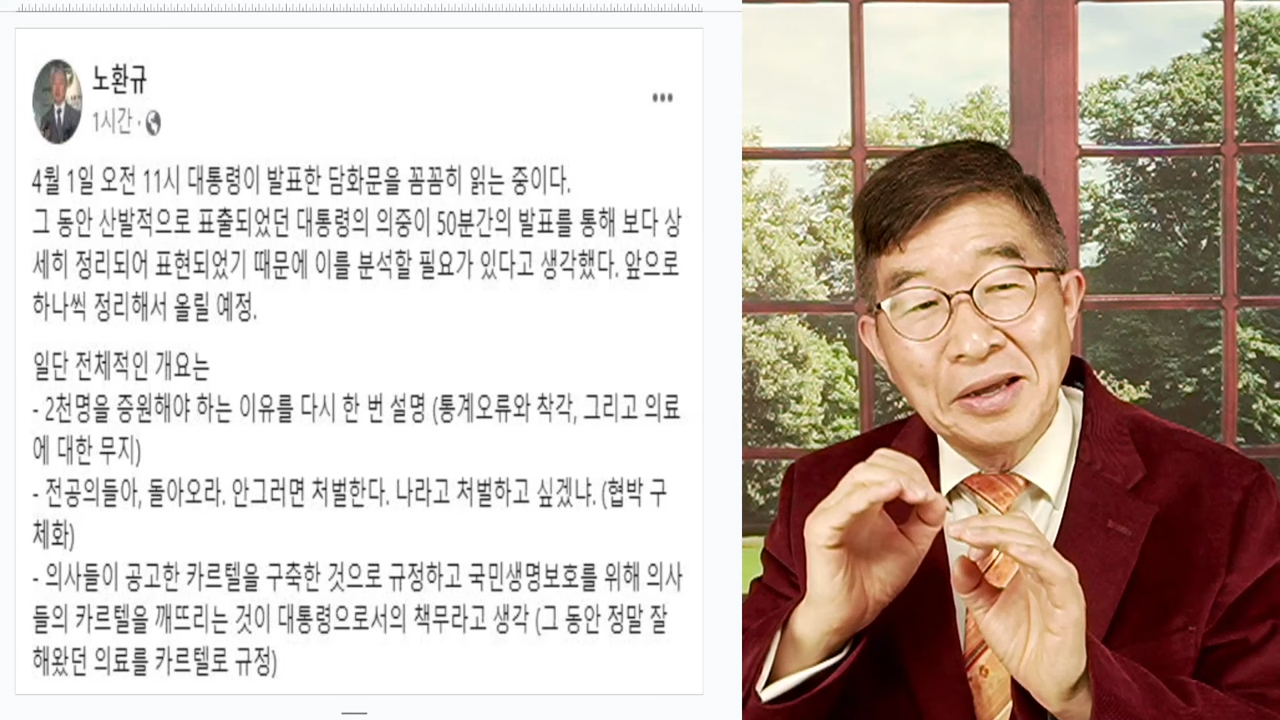 노환규
1시간 ·
4월 1일 오전 11시 대통령이 발표한 담화문을 꼼꼼히 읽는 중이다.
그 동안 산발적으로 표출되었던 대통령의 의중이 50분간의 발표를 통해 보다 상
세히 정리되어 표현되었기 때문에 이를 분석할 필요가 있다고 생각했다. 앞으로
하나씩 정리해서 올릴 예정.
일단 전체적인 개요는
- 2천명을 증원해야 하는 이유를 다시 한 번 설명 (통계오류와 착각, 그리고 의료
에 대한 무지)
- 전공의들아, 돌아오라. 안그러면 처벌한다. 나라고 처벌하고 싶겠냐. (협박 구
체화)
- 의사들이 공고한 카르텔을 구축한 것으로 규정하고 국민생명보호를 위해 의사
들의 카르텔을 깨뜨리는 것이 대통령으로서의 책무라고 생각 (그 동안 정말 잘
해왔던 의료를 카르텔로 규정)